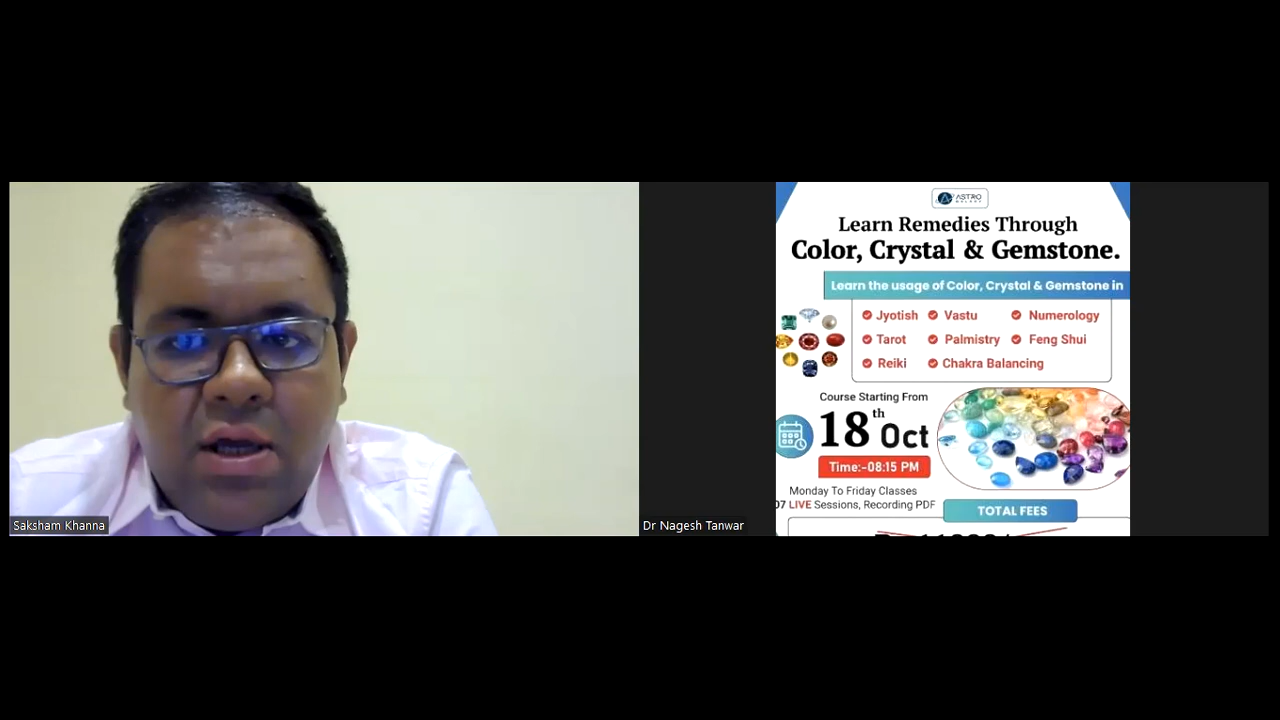 Saksham Khanna
Dr Nagesh Tanwar
ASTRO
Learn Remedies Through
Color, Crystal & Gemstone.
Learn the usage of Color, Crystal & Gemstone in
Jyotish Vastu Numerology
Tarot Palmistry Feng Shui
Reiki Chakra Balancing
Course Starting From
18th Oct
Time:-08:15 PM
Monday To Friday Classes
07 LIVE Sessions, Recording PDF
TOTAL FEES